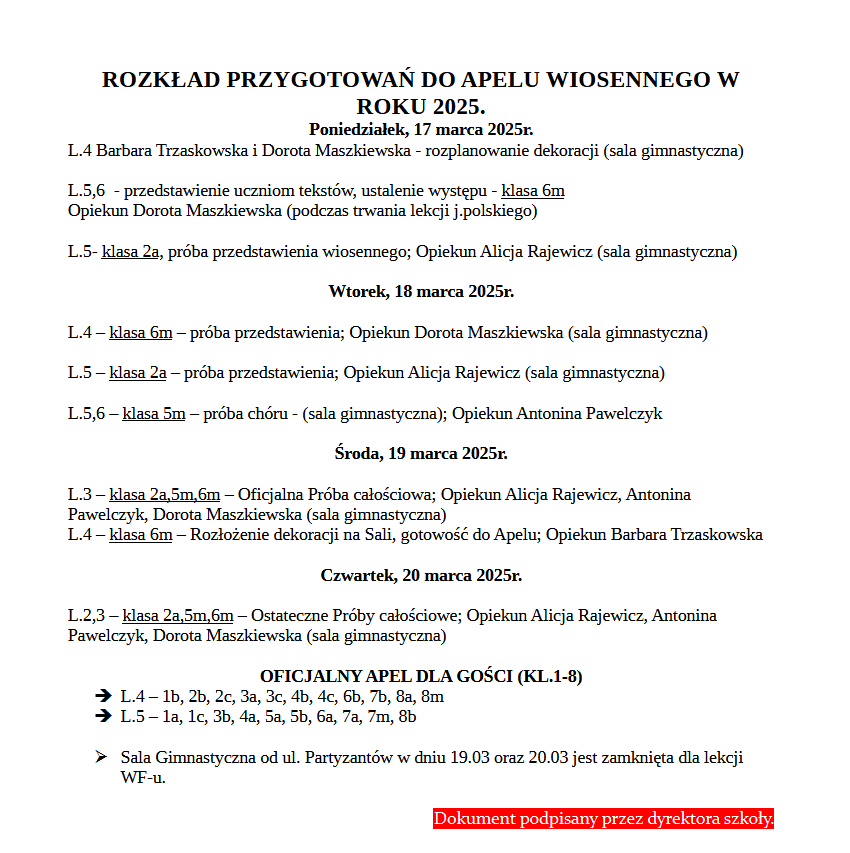 ROZKŁAD PRZYGOTOWAŃ DO APELU WIOSENNEGO W
ROKU 2025.
Poniedziałek, 17 marca 2025r.
L.4 Barbara Trzaskowska i Dorota Maszkiewska - rozplanowanie dekoracji (sala gimnastyczna)
L.5,6 - przedstawienie uczniom tekstów, ustalenie występu - klasa 6m
Opiekun Dorota Maszkiewska (podczas trwania lekcji j.polskiego)
L.5- klasa 2a, próba przedstawienia wiosennego; Opiekun Alicja Rajewicz (sala gimnastyczna)
Wtorek, 18 marca 2025r.
L.4 – klasa 6m – próba przedstawienia; Opiekun Dorota Maszkiewska (sala gimnastyczna)
L.5 – klasa 2a – próba przedstawienia; Opiekun Alicja Rajewicz (sala gimnastyczna)
L.5,6 – klasa 5m – próba chóru - (sala gimnastyczna); Opiekun Antonina Pawelczyk
Środa, 19 marca 2025r.
L.3 – klasa 2a,5m,6m – Oficjalna Próba całościowa; Opiekun Alicja Rajewicz, Antonina
Pawelczyk, Dorota Maszkiewska (sala gimnastyczna)
L.4 – klasa 6m – Rozłożenie dekoracji na Sali, gotowość do Apelu; Opiekun Barbara Trzaskowska
Czwartek, 20 marca 2025r.
L.2,3 – klasa 2a,5m,6m – Ostateczne Próby całościowe; Opiekun Alicja Rajewicz, Antonina
Pawelczyk, Dorota Maszkiewska (sala gimnastyczna)
OFICJALNY APEL DLA GOŚCI (KL.1-8)
➔ L.4 – 1b, 2b, 2c, 3a, 3c, 4b, 4c, 6b, 7b, 8a, 8m
➔ L.5 – 1a, 1c, 3b, 4a, 5a, 5b, 6a, 7a, 7m, 8b
➢ Sala Gimnastyczna od ul. Partyzantów w dniu 19.03 oraz 20.03 jest zamknięta dla lekcji
WF-u.
Dokument podpisany przez dyrektora szkoły.